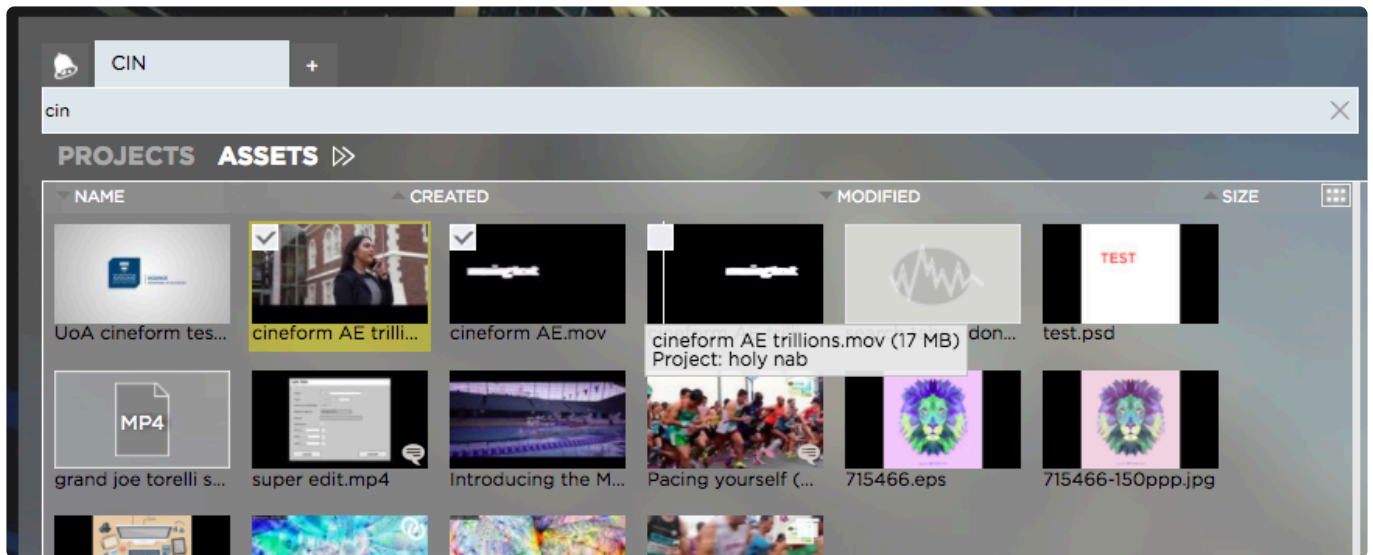 CIN
+
cin
PROJECTS ASSETS
NAME CREATED MODIFIED SIZE
TEST
UoA cineform tes... cineform AE trilli... cineform AE.mov don... test.psd
cineform AE trillions.mov (17 MB)
Project: holy nab
MP4
grand joe torelli s... super edit.mp4 Introducing the M... Pacing yourself (... 715466.eps 715466-150ppp.jpg